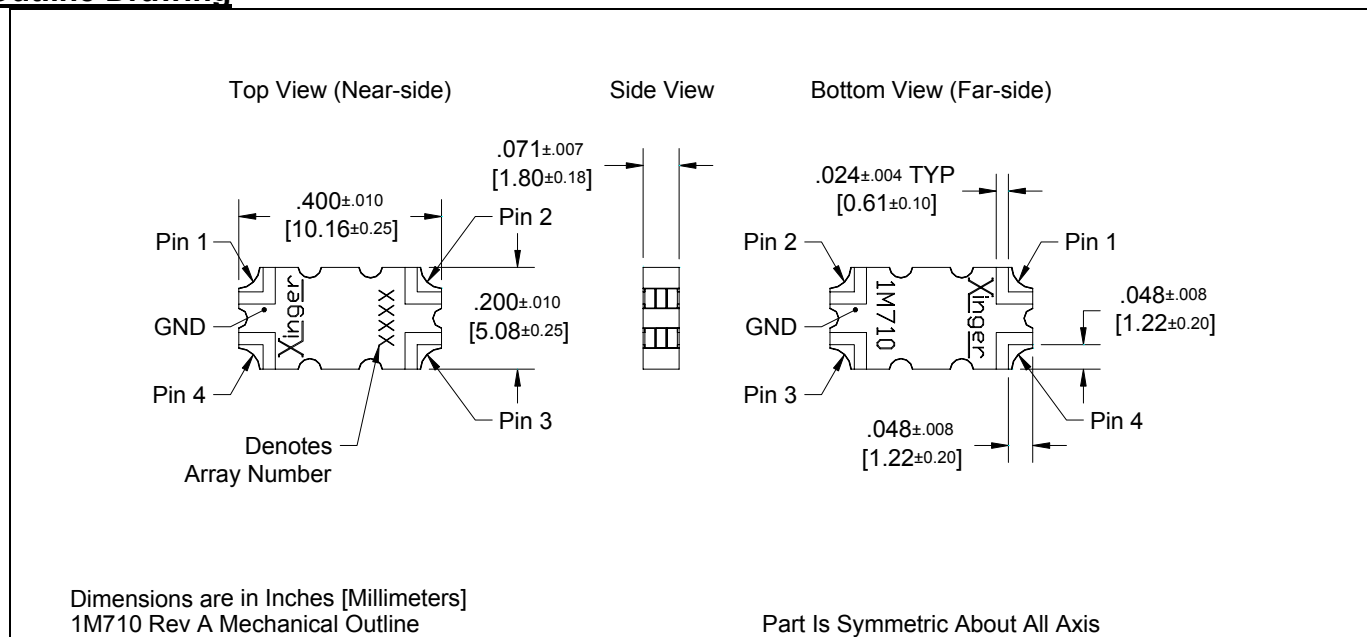 Outline Drawing
Top View (Near-side)
Side View
Bottom View (Far-side)
.071±.007
[1.80±0.18]
.400±.010
[10.16±0.25]
Pin 1
Pin 2
GND
Xinger
XXXX
.200±.010
[5.08±0.25]
Pin 4
Pin 3
Denotes
Array Number
.024±.004 TYP
[0.61±0.10]
Pin 2
Pin 1
GND
1M710
Xinger
.048±.008
[1.22±0.20]
Pin 3
Pin 4
.048±.008
[1.22±0.20]
Dimensions are in Inches [Millimeters]
1M710 Rev A Mechanical Outline
Part Is Symmetric About All Axis